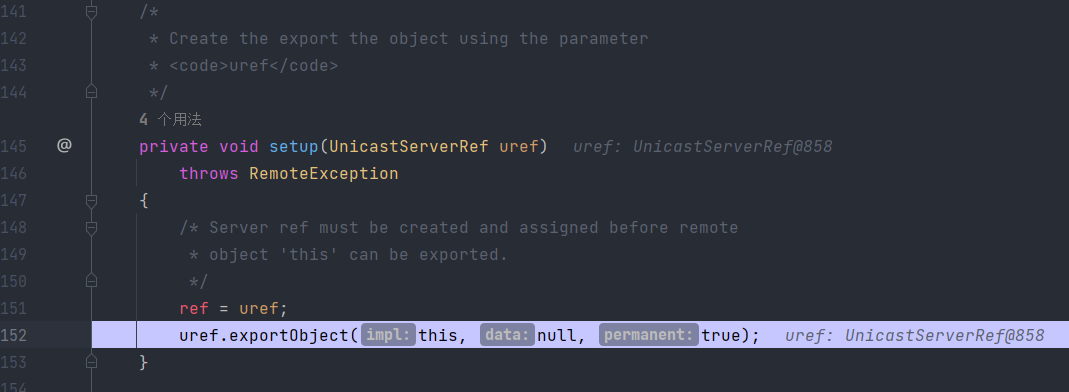 141 /*
142 * Create the export the object using the parameter
143 * <code>uref</code>
144 */
4 个用法
145 @ private void setup(UnicastServerRef uref) uref: UnicastServerRef@858
146 throws RemoteException
147 {
148 /* Server ref must be created and assigned before remote
149 * object 'this' can be exported.
150 */
151 ref = uref;
152 uref.exportObject( impl: this, data: null, permanent: true); uref: UnicastServerRef@858
153 }
154